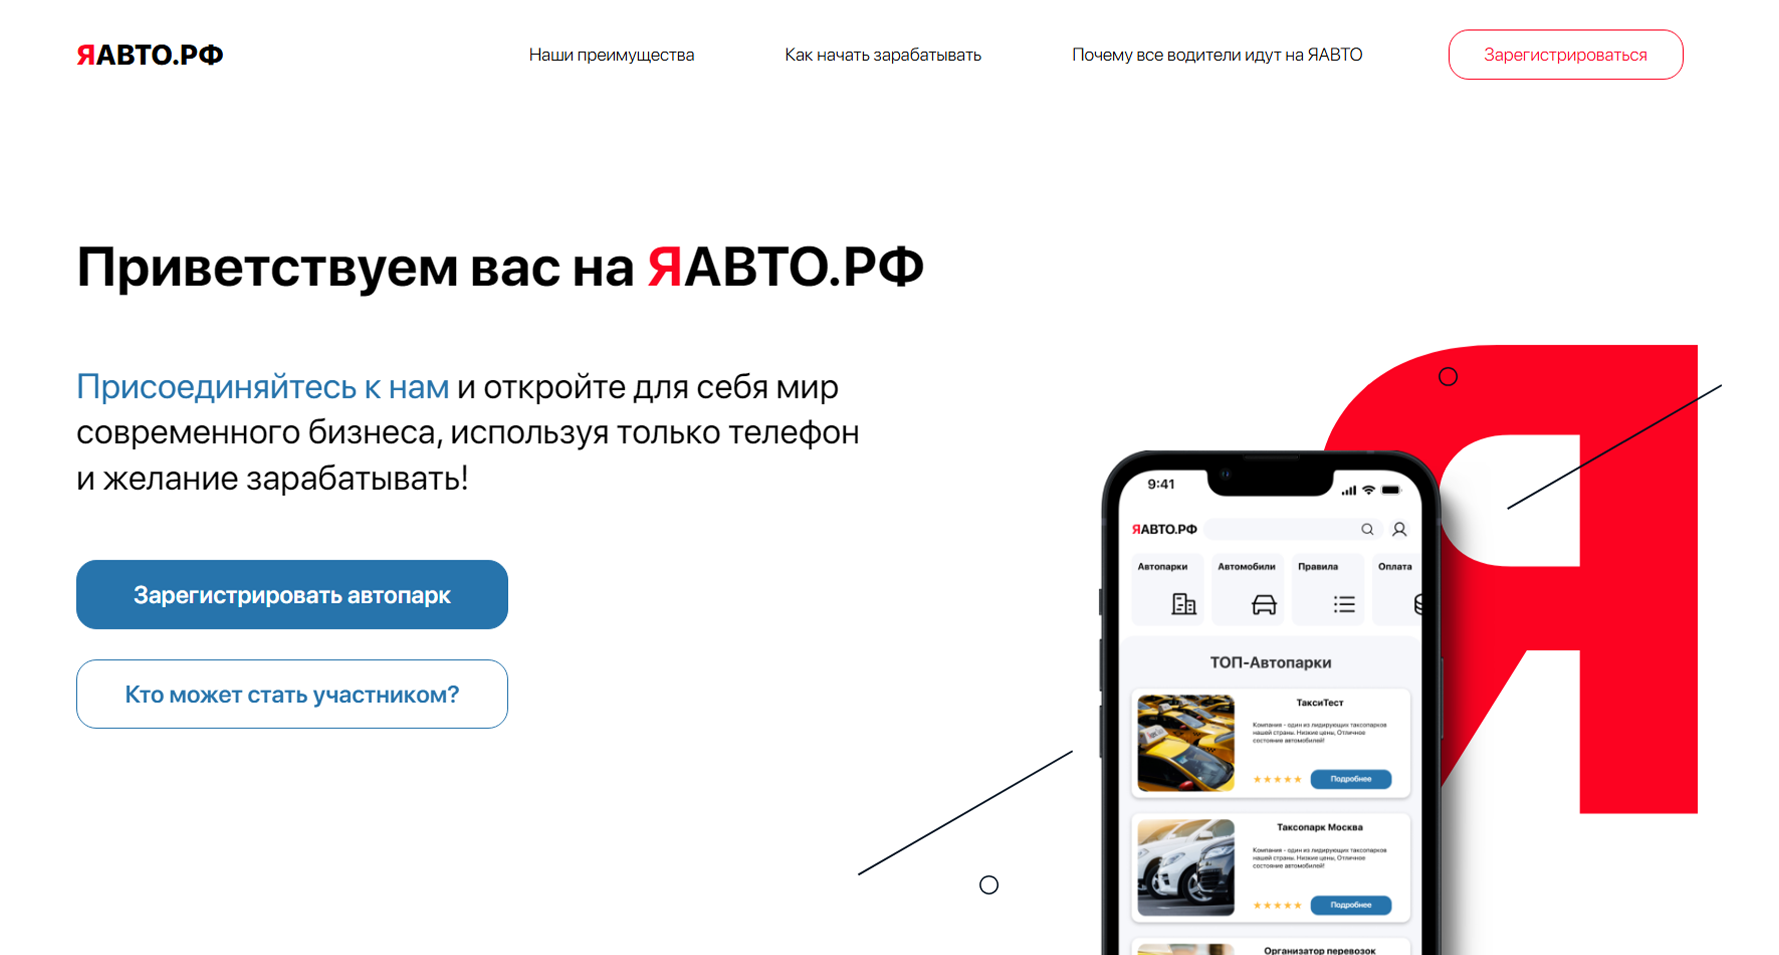 ЯАВТО.РФ
Наши преимущества
Как начать зарабатывать
Почему все водители идут на ЯАВТО
Зарегистрироваться
Приветствуем вас на ЯАВТО.РФ
Присоединяйтесь к нам и откройте для себя мир
современного бизнеса, используя только телефон
и желание зарабатывать!
Зарегистрировать автопарк
Кто может стать участником?
9:41
ЯАВТО.РФ
Автопарки
Автомобили
Правила
Оплата
ТОП-Автопарки
ТаксиТест
Компания - один из лидирующих таксопарков
нашей страны. Низкие цены, Отличное
состояние автомобилей!
Подробнее
Таксопарк Москва
Компания - один из лидирующих таксопарков
нашей страны. Низкие цены, Отличное
состояние автомобилей!
Подробнее
Организатор перевозок
Я